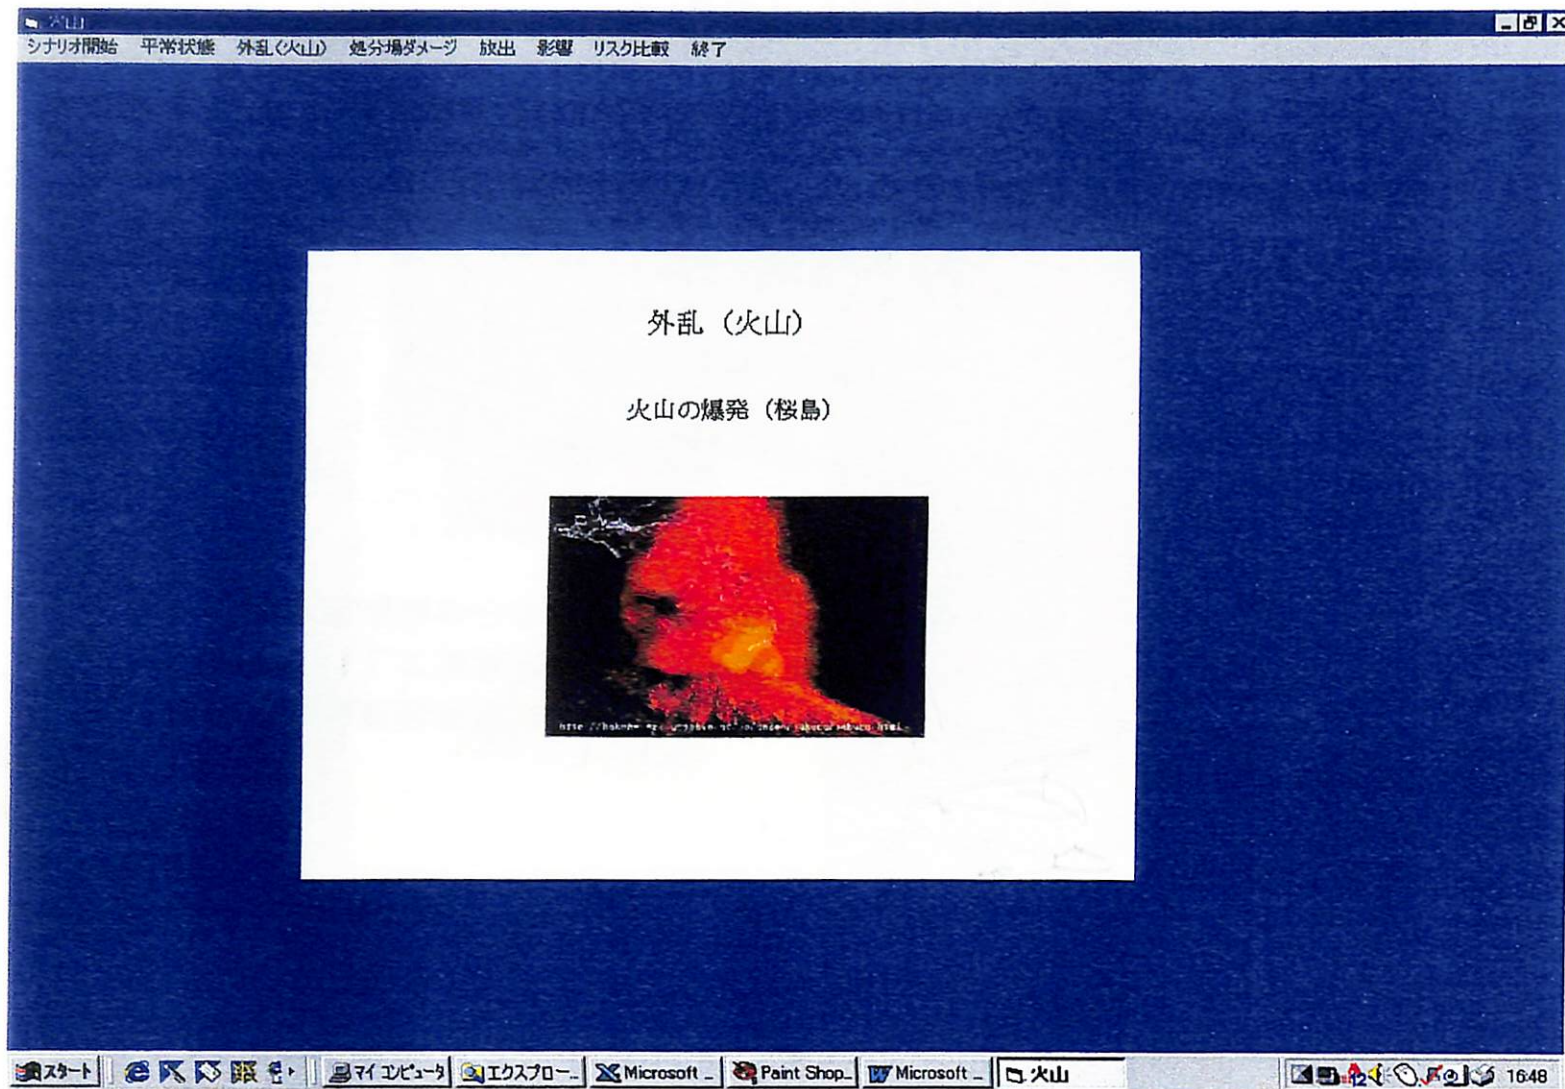 火山
シナリオ開始 平常状態 外乱(火山) 処分場ダメージ 放出 影響 リスク比較 終了
外乱(火山)
火山の爆発(桜島)
スタート マイ コンピュータ エクスプロー... Microsoft ... Paint Shop... Microsoft ... 火山 16:48